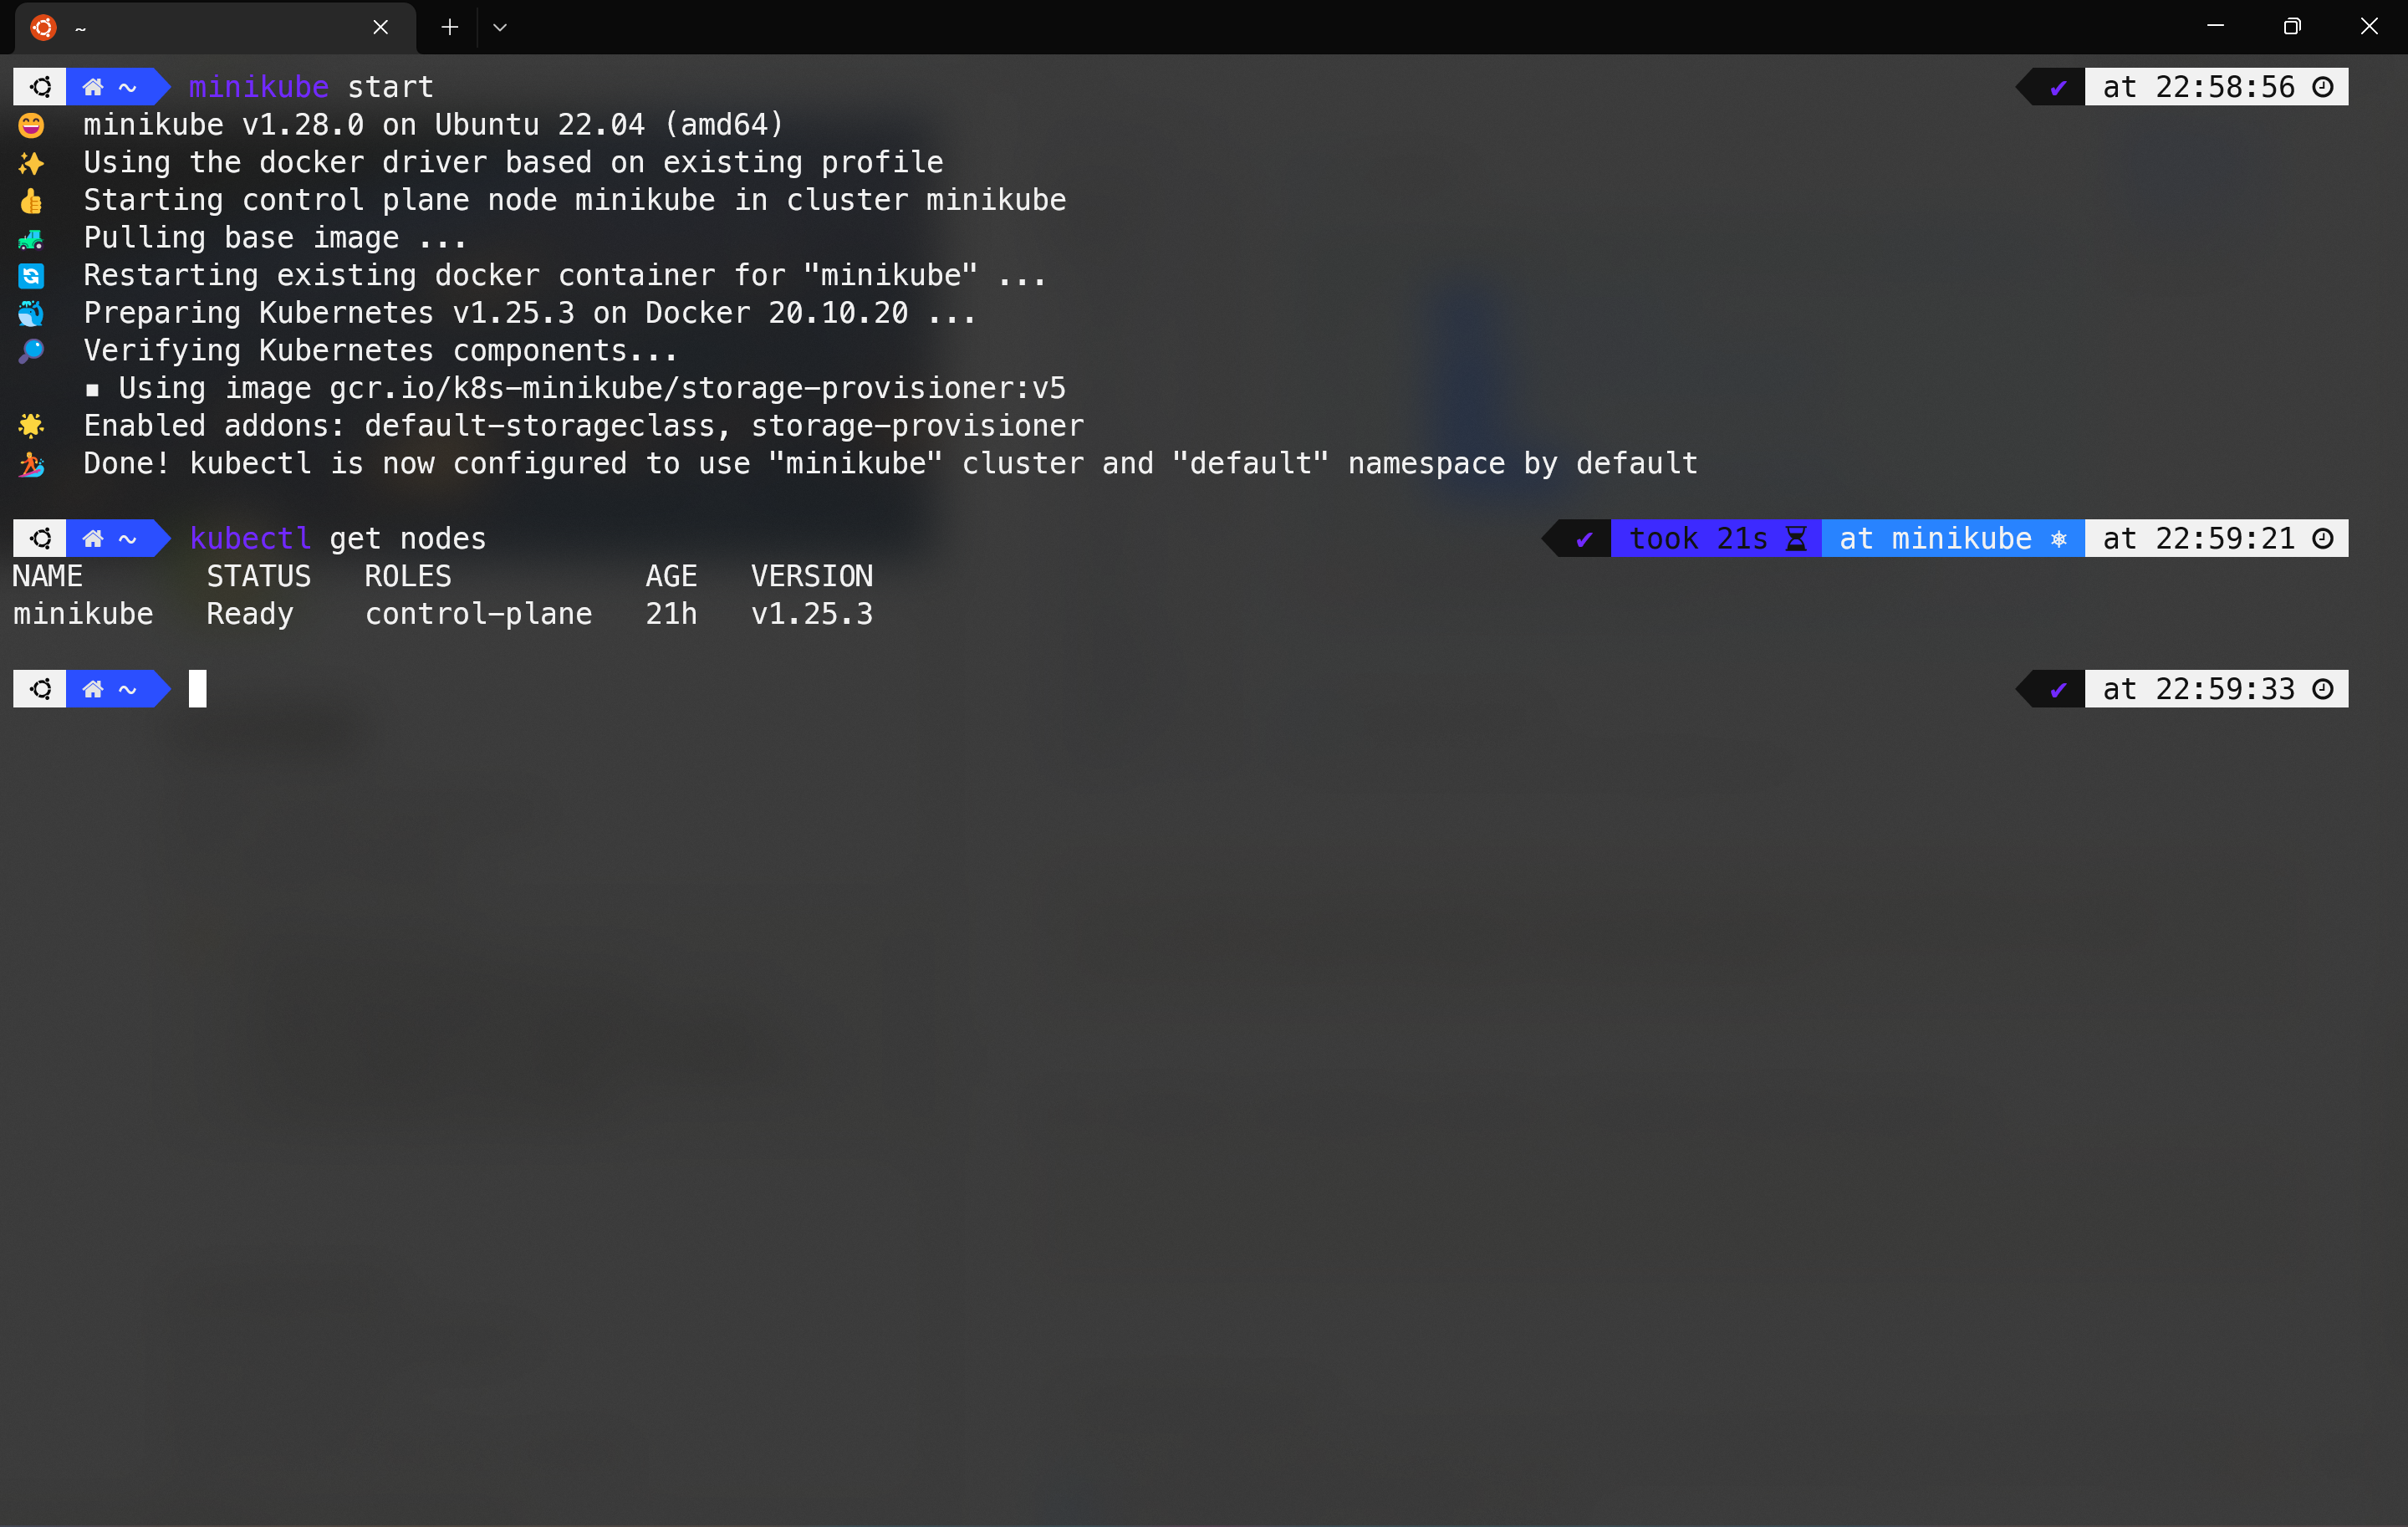 ~
~ minikube start ✔ at 22:58:56
😄 minikube v1.28.0 on Ubuntu 22.04 (amd64)
✨ Using the docker driver based on existing profile
👍 Starting control plane node minikube in cluster minikube
🚜 Pulling base image ...
🔄 Restarting existing docker container for "minikube" ...
🐳 Preparing Kubernetes v1.25.3 on Docker 20.10.20 ...
🔎 Verifying Kubernetes components...
▪ Using image gcr.io/k8s-minikube/storage-provisioner:v5
🌟 Enabled addons: default-storageclass, storage-provisioner
🏄 Done! kubectl is now configured to use "minikube" cluster and "default" namespace by default
~ kubectl get nodes ✔ took 21s at minikube ⎈ at 22:59:21
NAME STATUS ROLES AGE VERSION
minikube Ready control-plane 21h v1.25.3
~ ✔ at 22:59:33